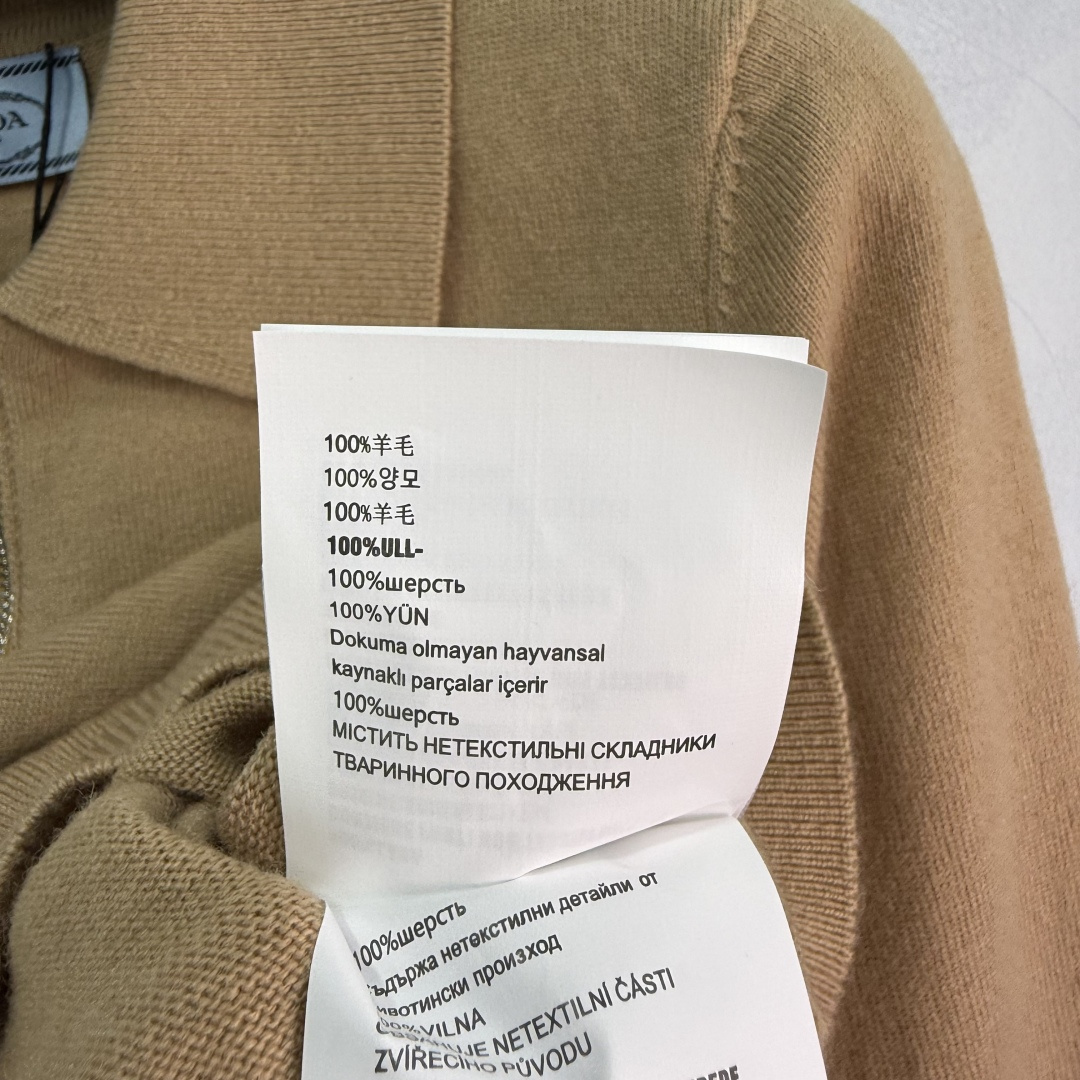 100%羊毛
100%양모
100%羊毛
100%ULL-
100%шерсть
100%YÜN
Dokuma olmayan hayvansal
kaynaklı parçalar içerir
100%шерсть
МІСТИТЬ НЕТЕКСТИЛЬНІ СКЛАДНИКИ
ТВАРИННОГО ПОХОДЖЕННЯ
100%шерсть
нетекстилни детайли от
произход
VILNA
NETEXTILNÍ ČÁSTI
ZVÍŘECÍHO PŮVODU